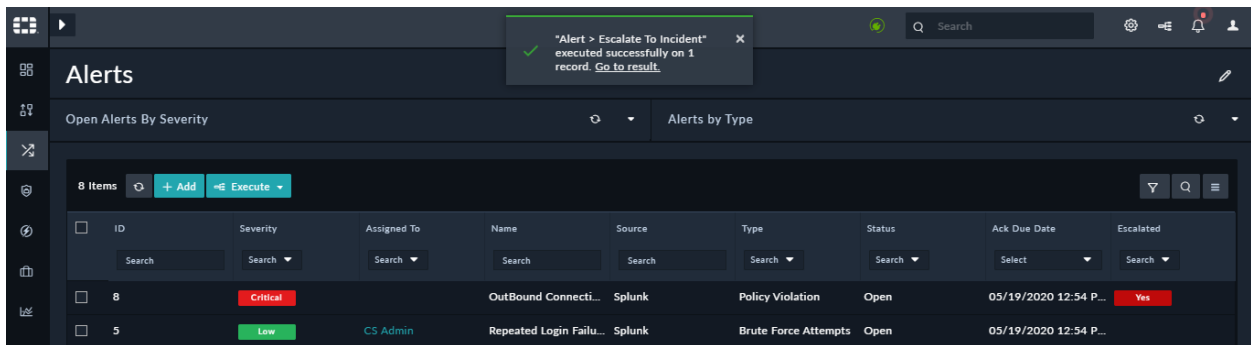 Search
"Alert > Escalate To Incident"
executed successfully on 1
record. Go to result.
Alerts
Open Alerts By Severity
Alerts by Type
8 Items
+ Add
Execute
ID Severity Assigned To Name Source Type Status Ack Due Date Escalated
Search Search Search Search Search Search Search Select Search
8 Critical OutBound Connecti... Splunk Policy Violation Open 05/19/2020 12:54 P... Yes
5 Low CS Admin Repeated Login Failu... Splunk Brute Force Attempts Open 05/19/2020 12:54 P...